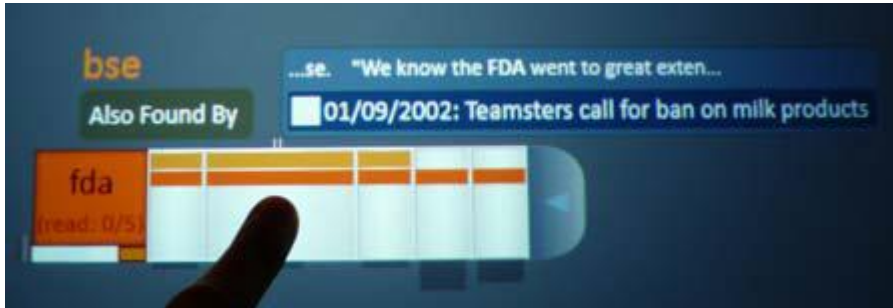 bse
...se. "We know the FDA went to great exten...
Also Found By
01/09/2002: Teamsters call for ban on milk products
fda
(read: 0/5)